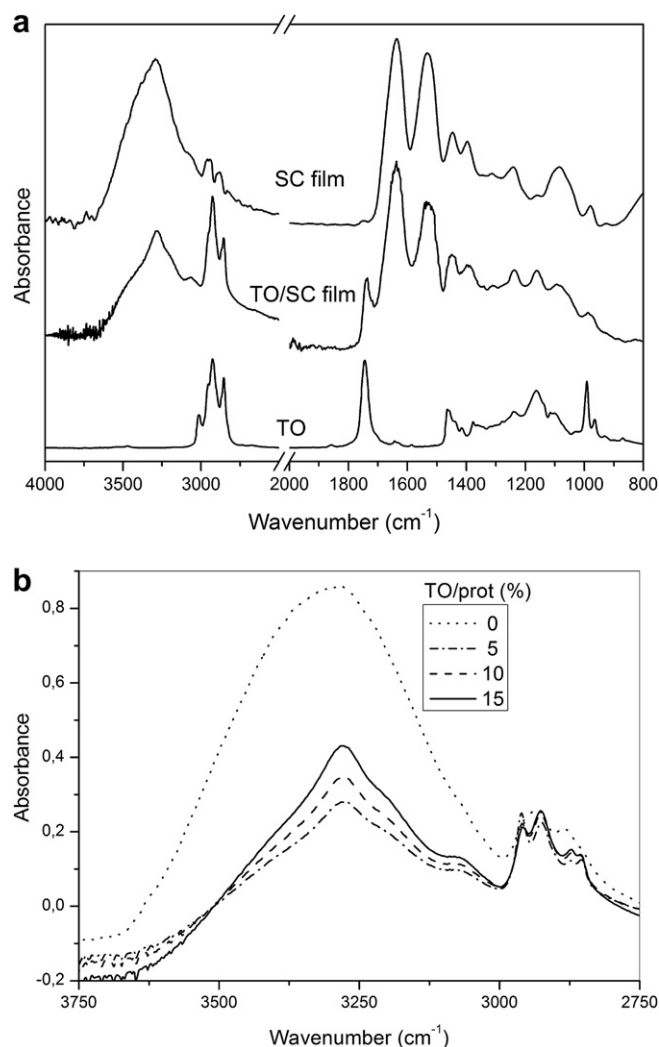 a
Absorbance
SC film
TO/SC film
TO
4000 3500 3000 2000 1800 1600 1400 1200 1000 800
Wavenumber (cm⁻¹)
b
TO/prot (%)
0
5
10
15
0,8
0,6
0,4
0,2
0,0
-0,2
Absorbance
3750 3500 3250 3000 2750
Wavenumber (cm⁻¹)